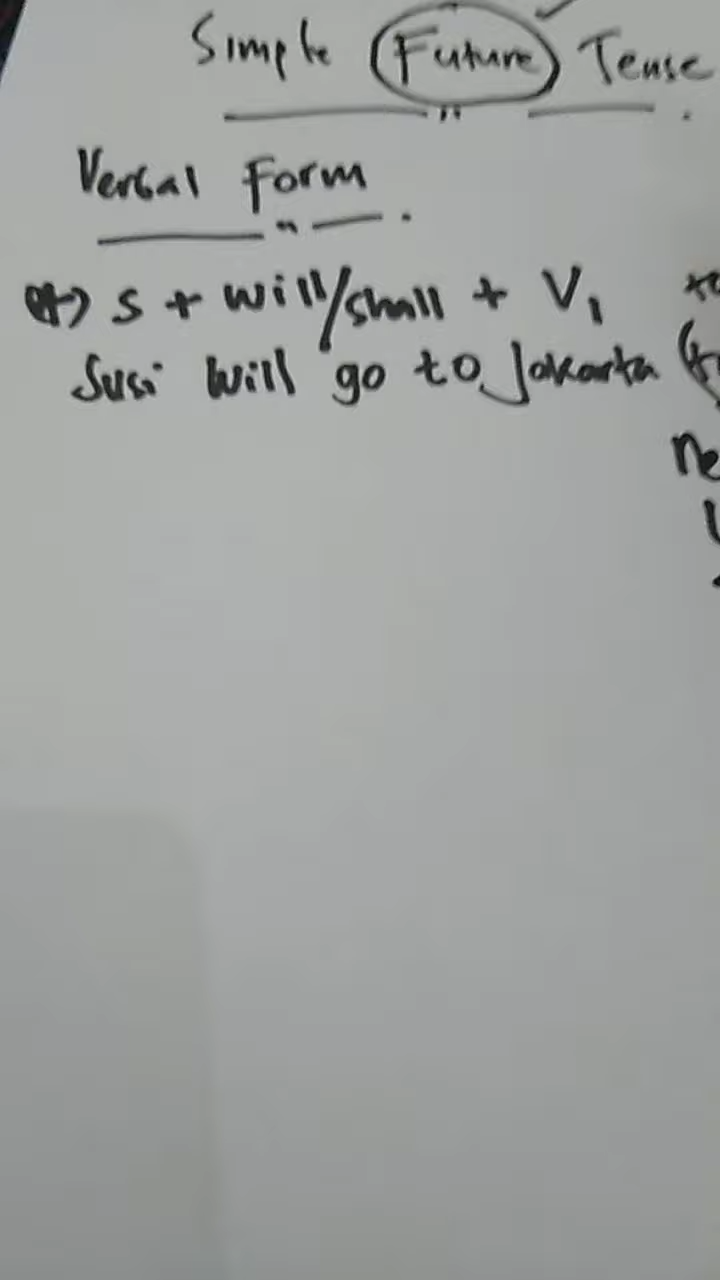 Simple Future Tense
Verbal Form
(+) S + will/shall + V1
Susi will go to Jakarta